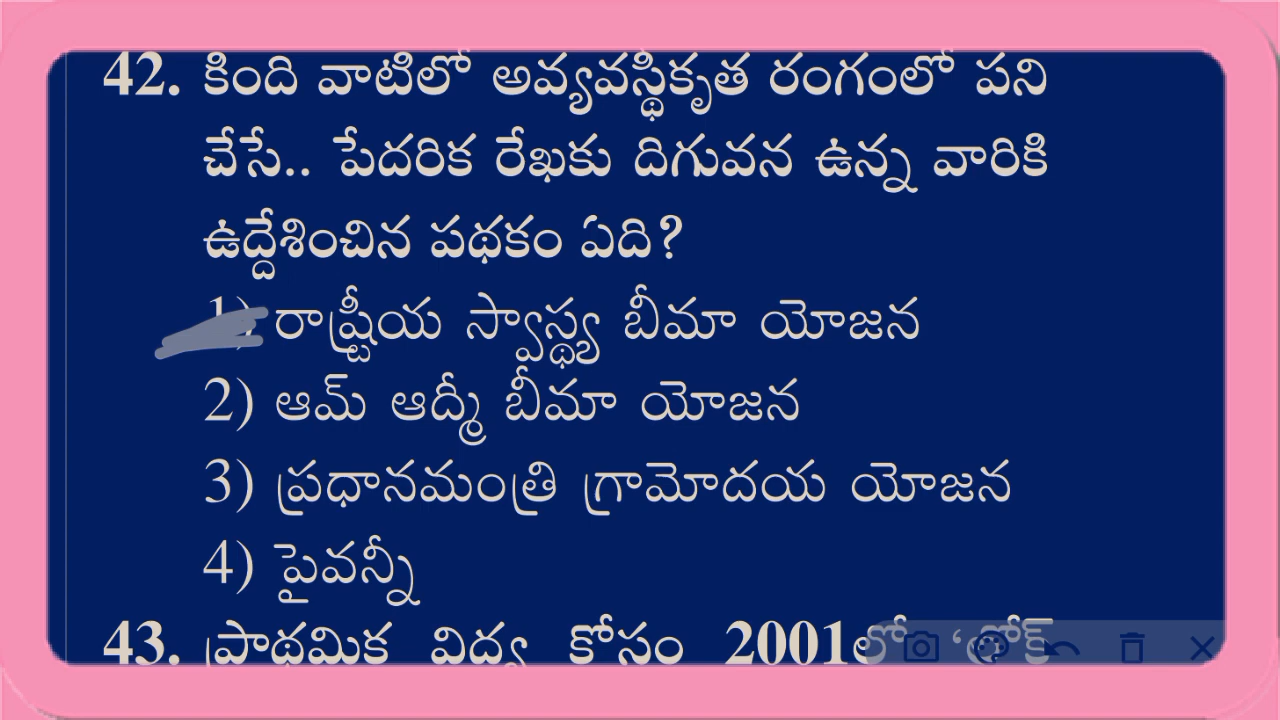 42. కింది వాటిలో అవ్యవస్థీకృత రంగంలో పని
చేసే.. పేదరిక రేఖకు దిగువన ఉన్న వారికి
ఉద్దేశించిన పథకం ఏది?
1) రాష్ట్రీయ స్వాస్థ్య బీమా యోజన
2) ఆమ్ ఆద్మీ బీమా యోజన
3) ప్రధానమంత్రి గ్రామోదయ యోజన
4) పైవన్నీ
43. ప్రాథమిక విద్య కోసం 2001లో